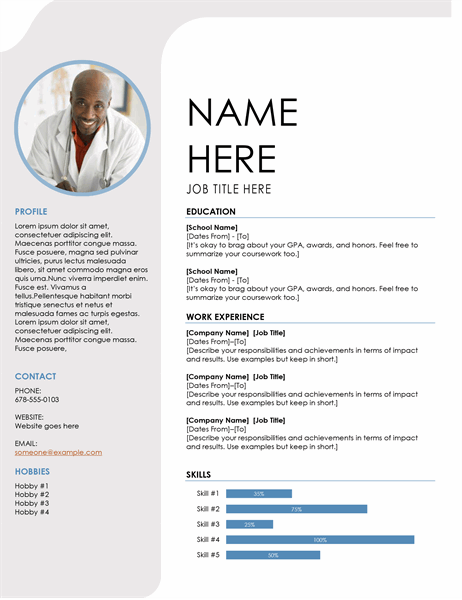 NAME
HERE
JOB TITLE HERE
PROFILE
Lorem ipsum dolor sit amet,
consectetuer adipiscing elit.
Maecenas porttitor congue massa.
Fusce posuere, magna sed pulvinar
ultricies, purus lectus malesuada
libero, sit amet commodo magna eros
quis urna.Nunc viverra imperdiet enim.
Fusce est. Vivamus a
tellus.Pellentesque habitant morbi
tristique senectus et netus et
malesuada fames ac turpis egestas.
Lorem ipsum dolor sit amet,
consectetuer adipiscing elit.
Maecenas porttitor congue massa.
Fusce posuere,
CONTACT
PHONE:
678-555-0103
WEBSITE:
Website goes here
EMAIL:
someone@example.com
HOBBIES
Hobby #1
Hobby #2
Hobby #3
Hobby #4
EDUCATION
[School Name]
[Dates From] - [To]
[It's okay to brag about your GPA, awards, and honors. Feel free to
summarize your coursework too.]
[School Name]
[Dates From] - [To]
[It's okay to brag about your GPA, awards, and honors. Feel free to
summarize your coursework too.]
WORK EXPERIENCE
[Company Name] [Job Title]
[Dates From]–[To]
[Describe your responsibilities and achievements in terms of impact
and results. Use examples but keep in short.]
[Company Name] [Job Title]
[Dates From]–[To]
[Describe your responsibilities and achievements in terms of impact
and results. Use examples but keep in short.]
[Company Name] [Job Title]
[Dates From]–[To]
[Describe your responsibilities and achievements in terms of impact
and results. Use examples but keep in short.]
SKILLS
Skill #1 35%
Skill #2 75%
Skill #3 25%
Skill #4 100%
Skill #5 50%